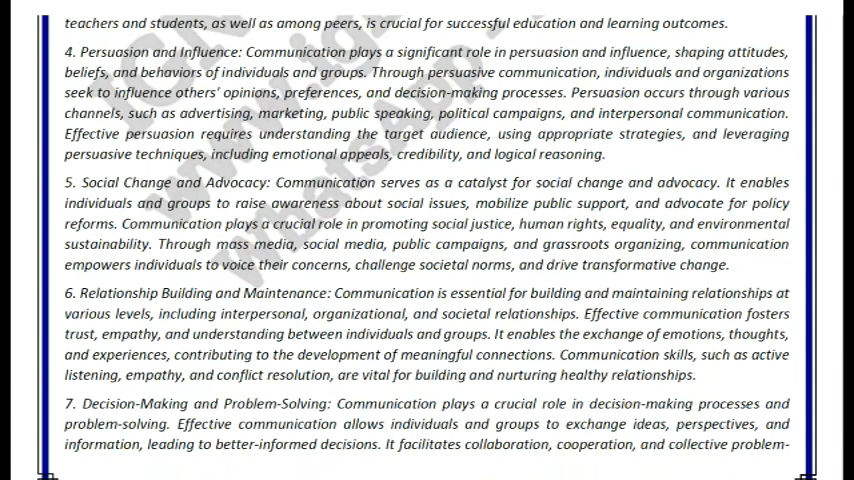 teachers and students, as well as among peers, is crucial for successful education and learning outcomes.
4. Persuasion and Influence: Communication plays a significant role in persuasion and influence, shaping attitudes,
beliefs, and behaviors of individuals and groups. Through persuasive communication, individuals and organizations
seek to influence others' opinions, preferences, and decision-making processes. Persuasion occurs through various
channels, such as advertising, marketing, public speaking, political campaigns, and interpersonal communication.
Effective persuasion requires understanding the target audience, using appropriate strategies, and leveraging
persuasive techniques, including emotional appeals, credibility, and logical reasoning.
5. Social Change and Advocacy: Communication serves as a catalyst for social change and advocacy. It enables
individuals and groups to raise awareness about social issues, mobilize public support, and advocate for policy
reforms. Communication plays a crucial role in promoting social justice, human rights, equality, and environmental
sustainability. Through mass media, social media, public campaigns, and grassroots organizing, communication
empowers individuals to voice their concerns, challenge societal norms, and drive transformative change.
6. Relationship Building and Maintenance: Communication is essential for building and maintaining relationships at
various levels, including interpersonal, organizational, and societal relationships. Effective communication fosters
trust, empathy, and understanding between individuals and groups. It enables the exchange of emotions, thoughts,
and experiences, contributing to the development of meaningful connections. Communication skills, such as active
listening, empathy, and conflict resolution, are vital for building and nurturing healthy relationships.
7. Decision-Making and Problem-Solving: Communication plays a crucial role in decision-making processes and
problem-solving. Effective communication allows individuals and groups to exchange ideas, perspectives, and
information, leading to better-informed decisions. It facilitates collaboration, cooperation, and collective problem-
WhatsApp